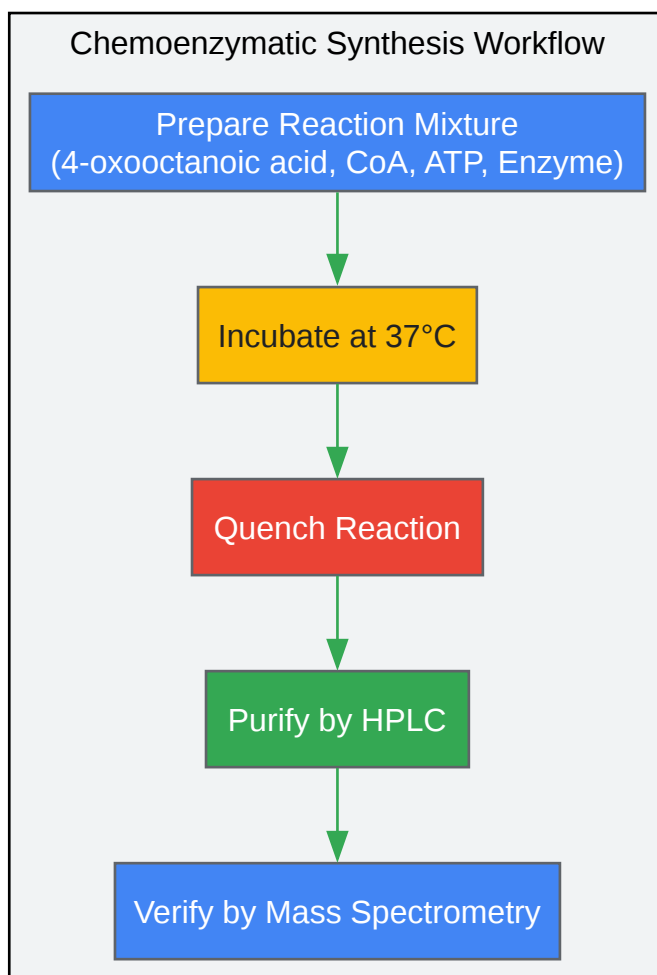 Chemoenzymatic Synthesis Workflow
Prepare Reaction Mixture
(4-oxooctanoic acid, CoA, ATP, Enzyme)
Incubate at 37°C
Quench Reaction
Purify by HPLC
Verify by Mass Spectrometry